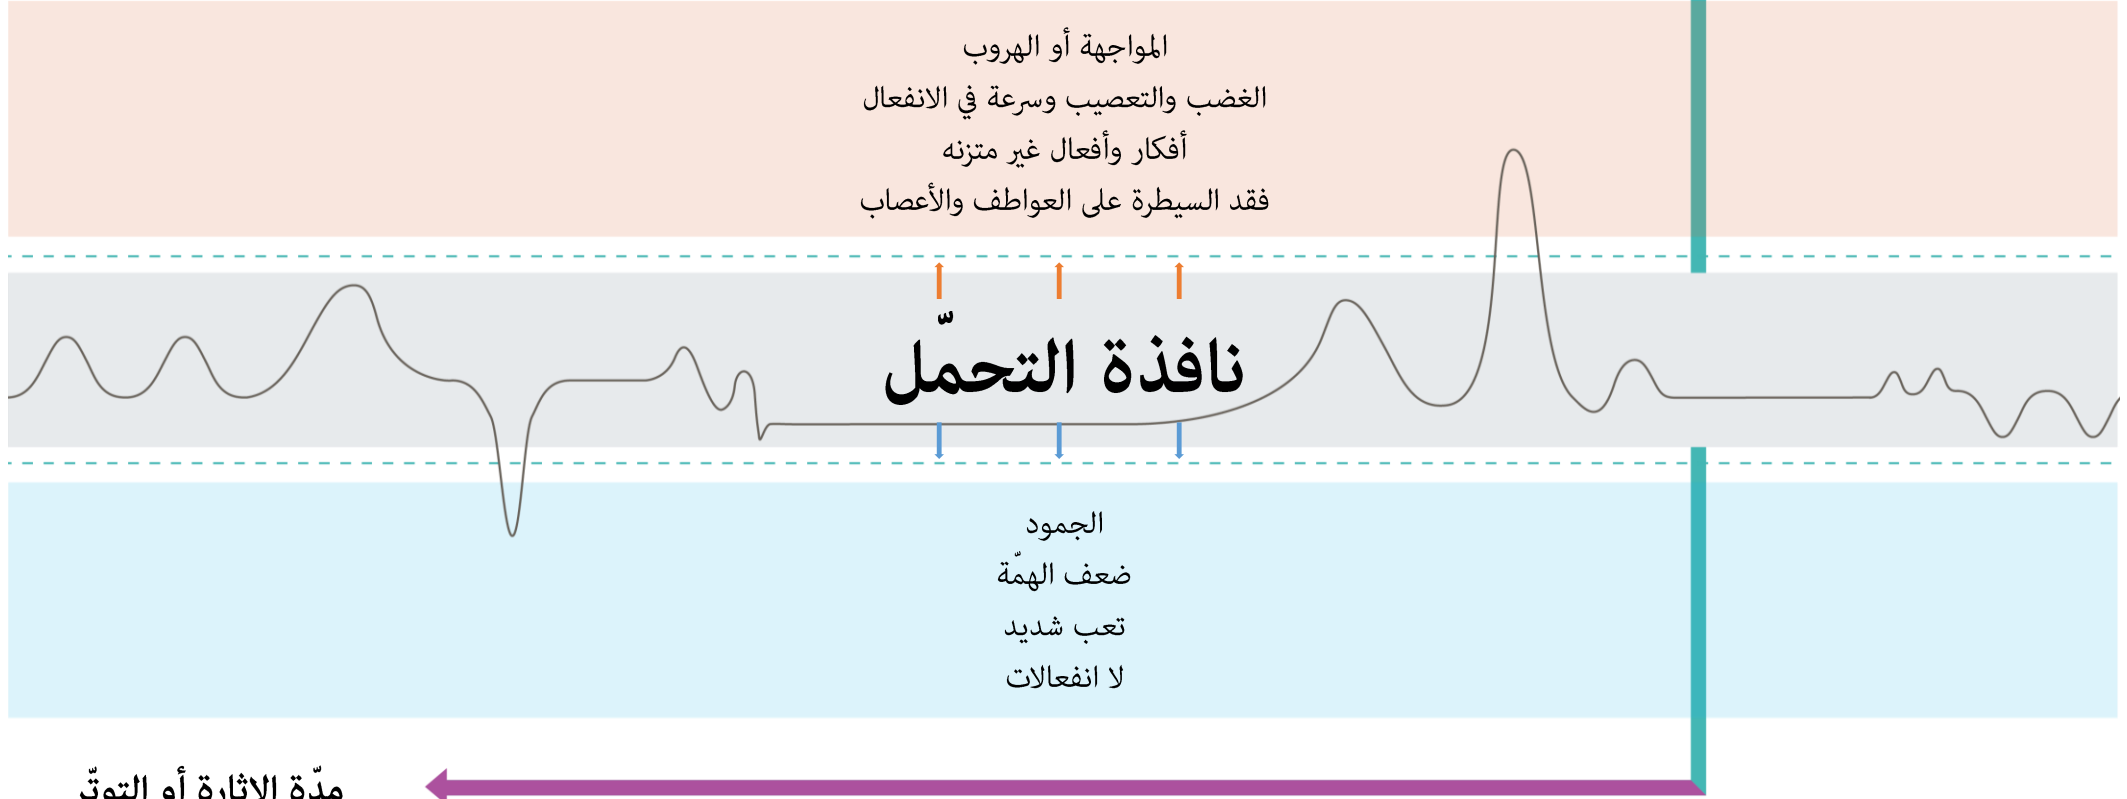 المواجهة أو الهروب
الغضب والتعصيب وسرعة في الانفعال
أفكار وأفعال غير متزنه
فقد السيطرة على العواطف والأعصاب
نافذة التحمّل
الجمود
ضعف الهمّة
تعب شديد
لا انفعالات
مدّة الاثارة أو التوتّر